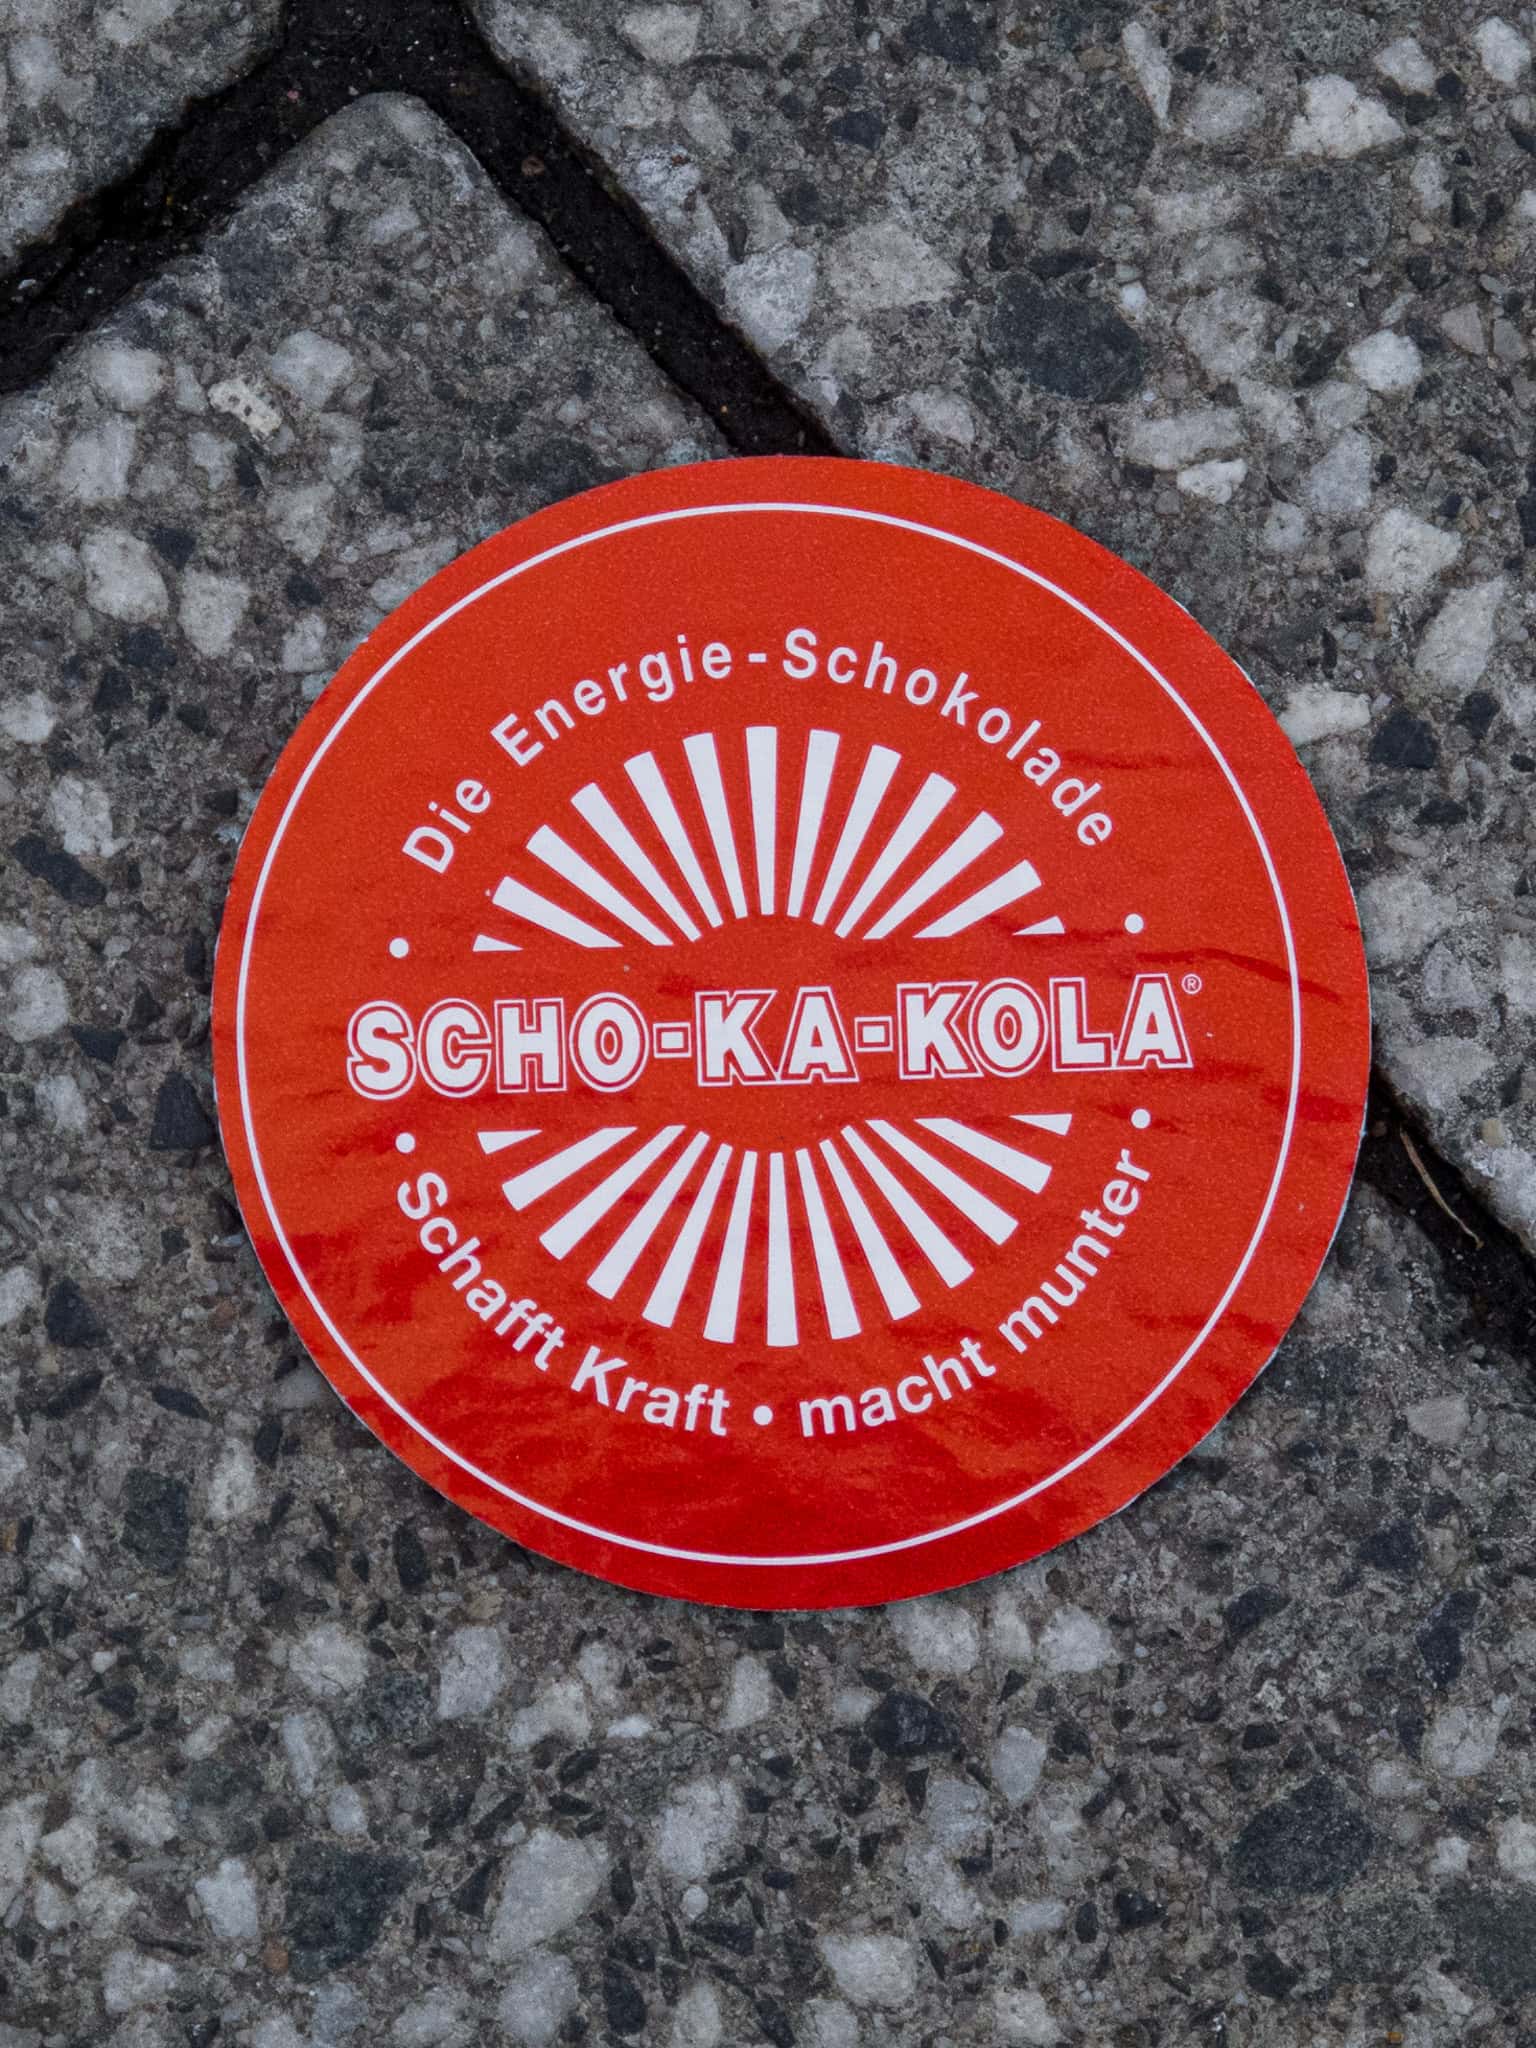 Die Energie-Schokolade
SCHO-KA-KOLA®
• Schafft Kraft • macht munter •